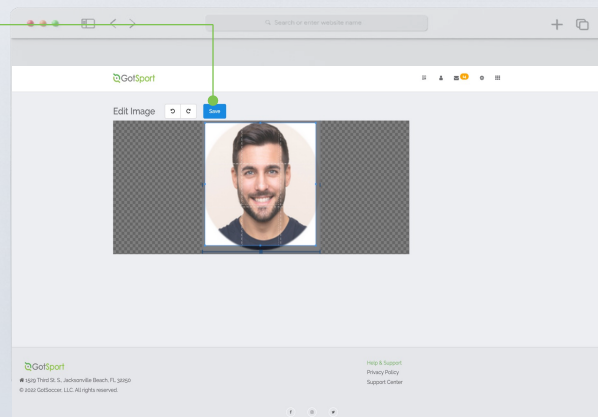 Search or enter website name
GotSport
Edit Image
Save
GotSport
1529 Third St. S., Jacksonville Beach, FL 32250
© 2022 GotSoccer, LLC. All rights reserved.
Help & Support
Privacy Policy
Support Center